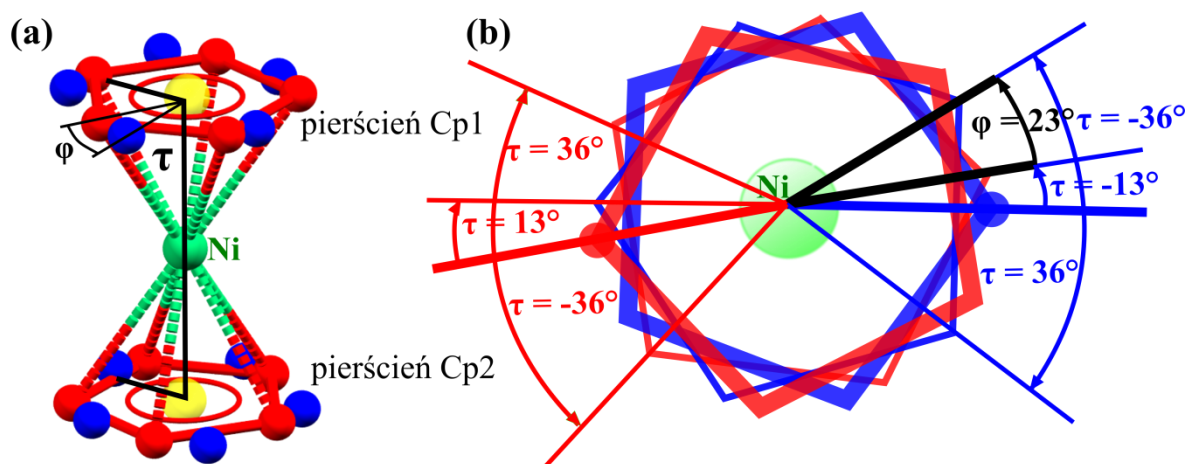 (a)
pierścień Cp1
φ
τ
Ni
pierścień Cp2
(b)
τ = 36°
τ = 13°
τ = -36°
Ni
φ = 23°
τ = -36°
τ = -13°
τ = 36°